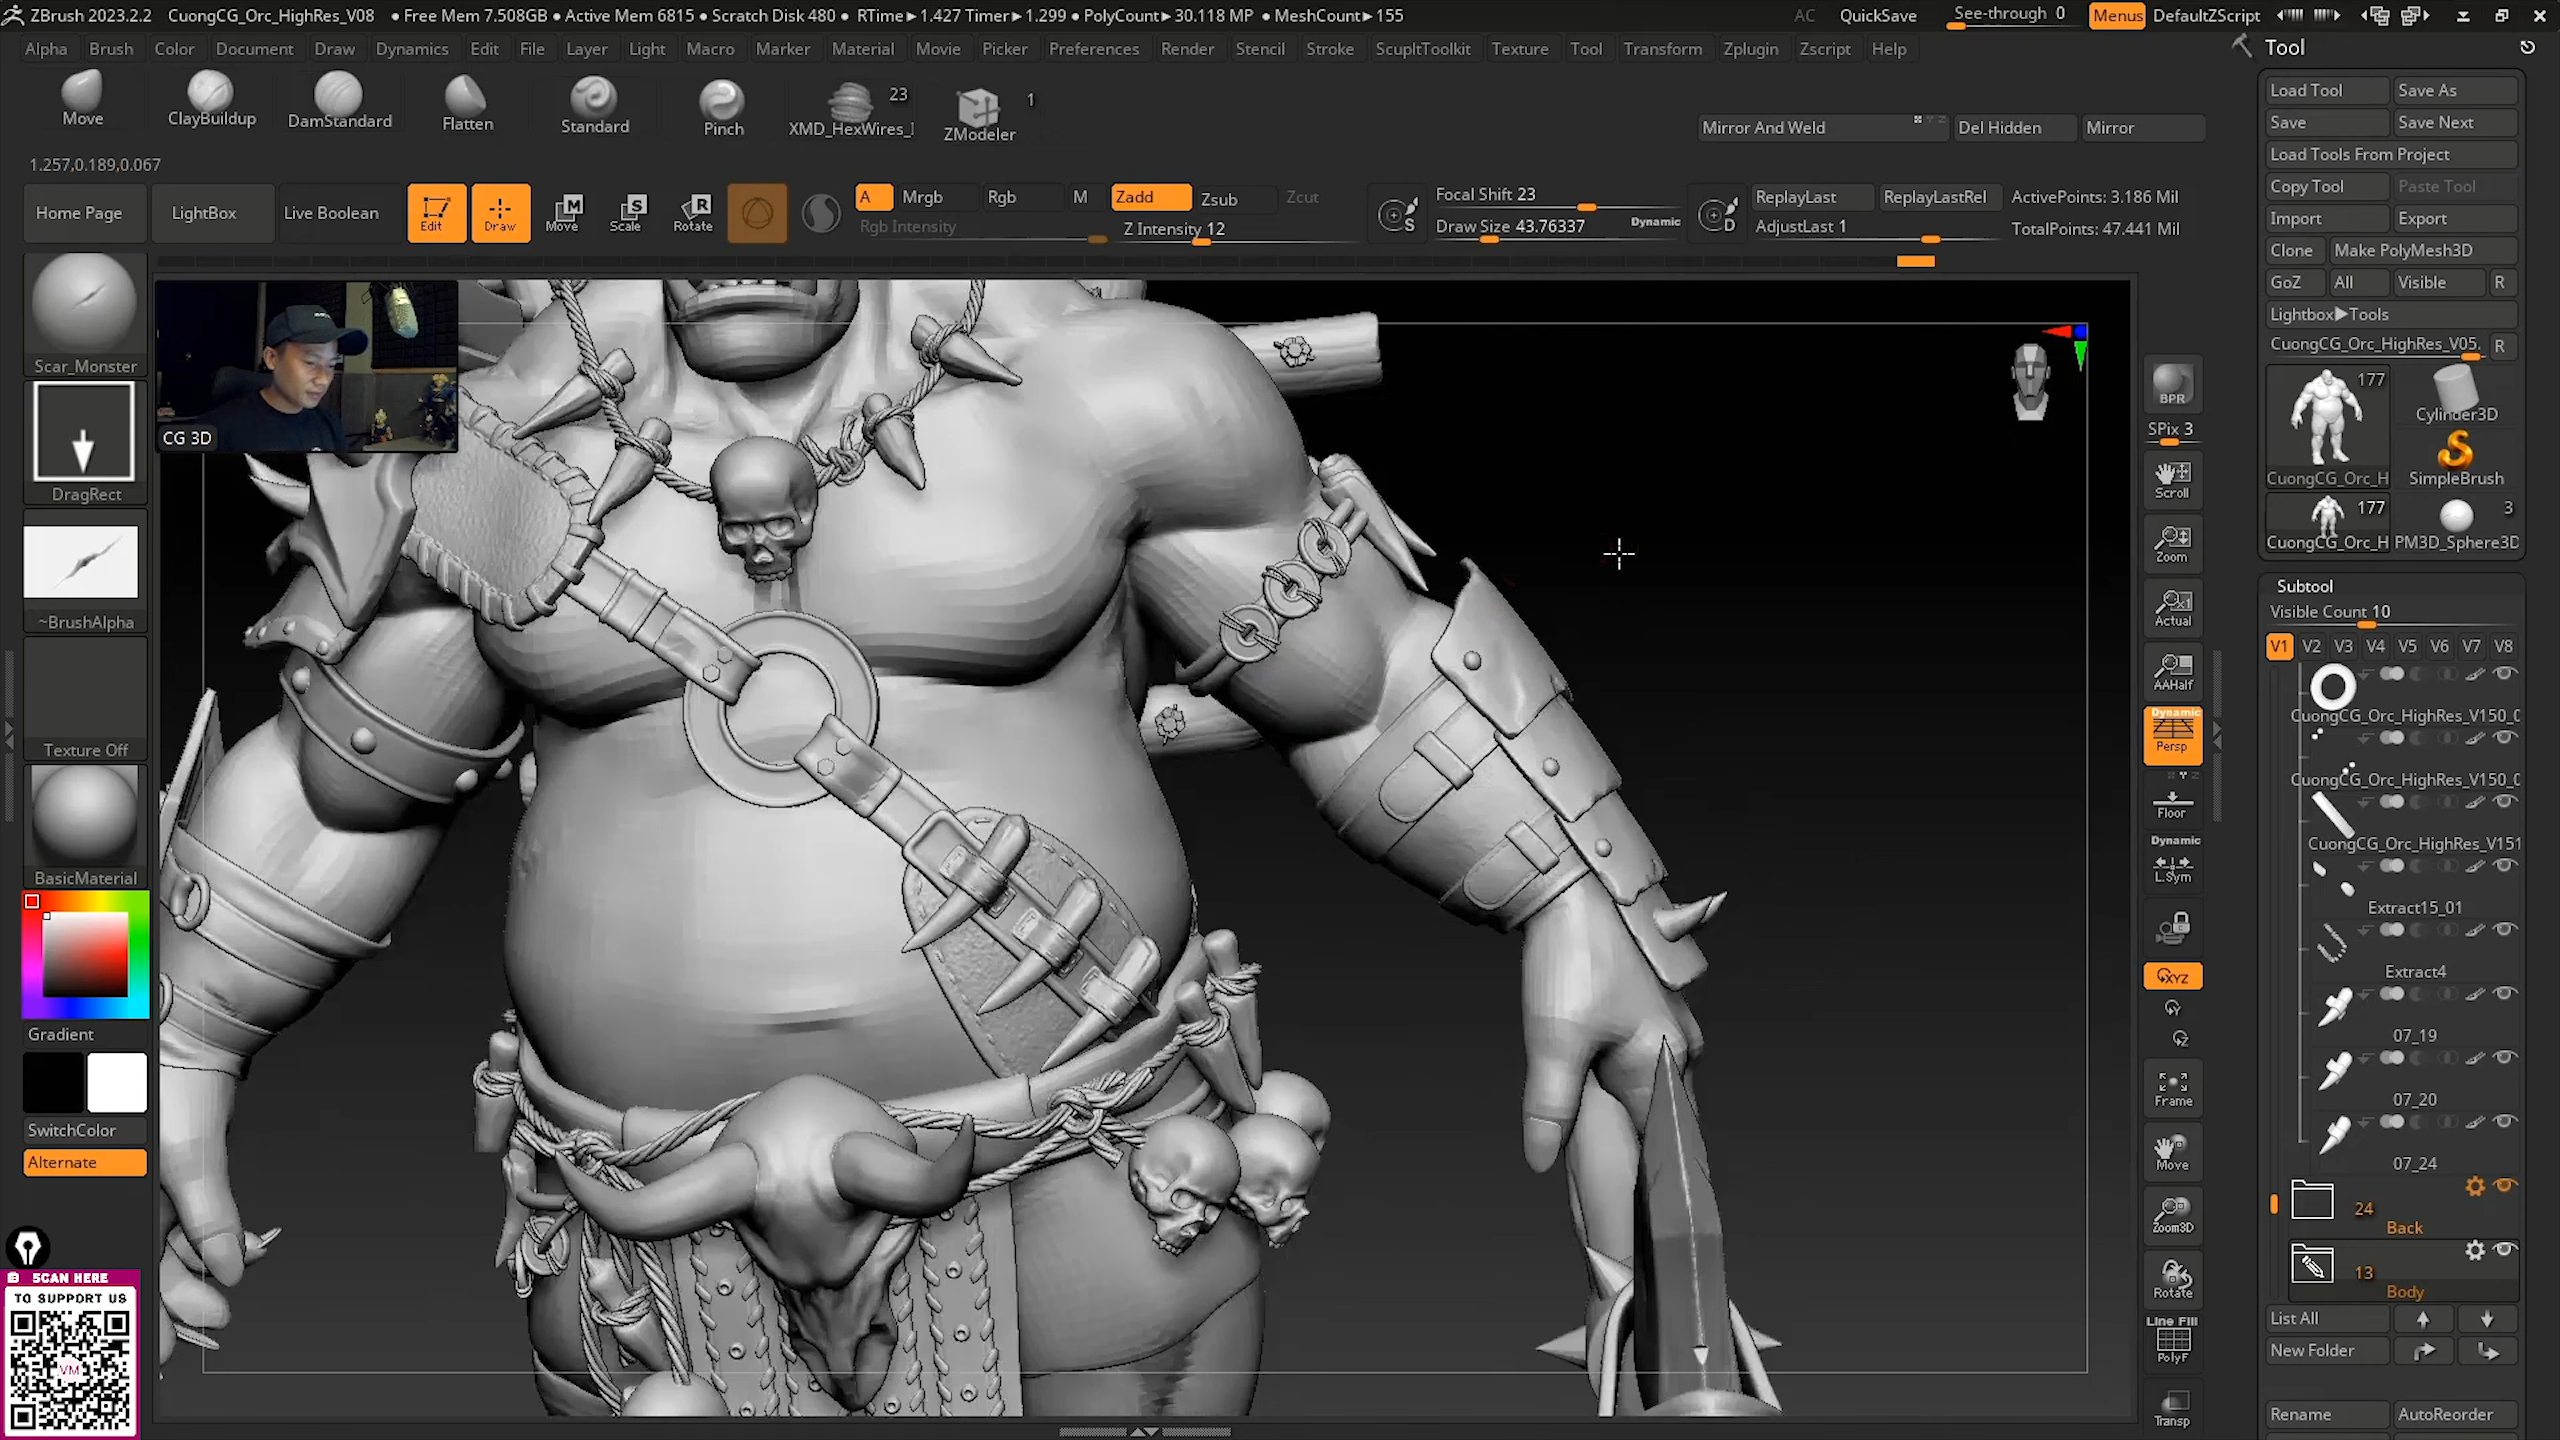 ZBrush 2023.2.2 CuongCG_Orc_HighRes_V08 ● Free Mem 7.508GB ● Active Mem 6815 ● Scratch Disk 480 ● RTime▶1.427 Timer▶1.299 ● PolyCount▶30.118 MP ● MeshCount▶155 AC QuickSave See-through 0 Menus DefaultZScript
Alpha Brush Color Document Draw Dynamics Edit File Layer Light Macro Marker Material Movie Picker Preferences Render Stencil Stroke ScupltToolkit Texture Tool Transform Zplugin Zscript Help
Move ClayBuildup DamStandard Flatten Standard Pinch XMD_HexWires_ 23 ZModeler 1
Mirror And Weld Del Hidden Mirror
1.257,0.189,0.067
Home Page LightBox Live Boolean Edit Draw Move Scale Rotate
M S R
A Mrgb Rgb M Zadd Zsub Zcut
Rgb Intensity Z Intensity 12
S Focal Shift 23
Draw Size 43.76337 Dynamic
D ReplayLast ReplayLastRel ActivePoints: 3.186 Mil
AdjustLast 1 TotalPoints: 47.441 Mil
Scar_Monster
DragRect
~BrushAlpha
Texture Off
BasicMaterial
Gradient
SwitchColor
Alternate
SCAN HERE
TO SUPPORT US
VM
CG 3D
BPR
SPix 3
Scroll
Zoom
Actual
AAHalf
Dynamic
Persp
Floor
Dynamic
L.Sym
XYZ
Y
Z
Frame
Move
Zoom3D
Rotate
Line Fill
PolyF
Transp
Tool
Load Tool Save As
Save Save Next
Load Tools From Project
Copy Tool Paste Tool
Import Export
Clone Make PolyMesh3D
GoZ All Visible R
Lightbox▶Tools
CuongCG_Orc_HighRes_V05. R
177
CuongCG_Orc_H
Cylinder3D
SimpleBrush
177
CuongCG_Orc_H
3
PM3D_Sphere3D
Subtool
Visible Count 10
V1 V2 V3 V4 V5 V6 V7 V8
CuongCG_Orc_HighRes_V150_0
CuongCG_Orc_HighRes_V150_0
CuongCG_Orc_HighRes_V151
Extract15_01
Extract4
07_19
07_20
07_24
24
Back
13
Body
List All
New Folder
Rename AutoReorder